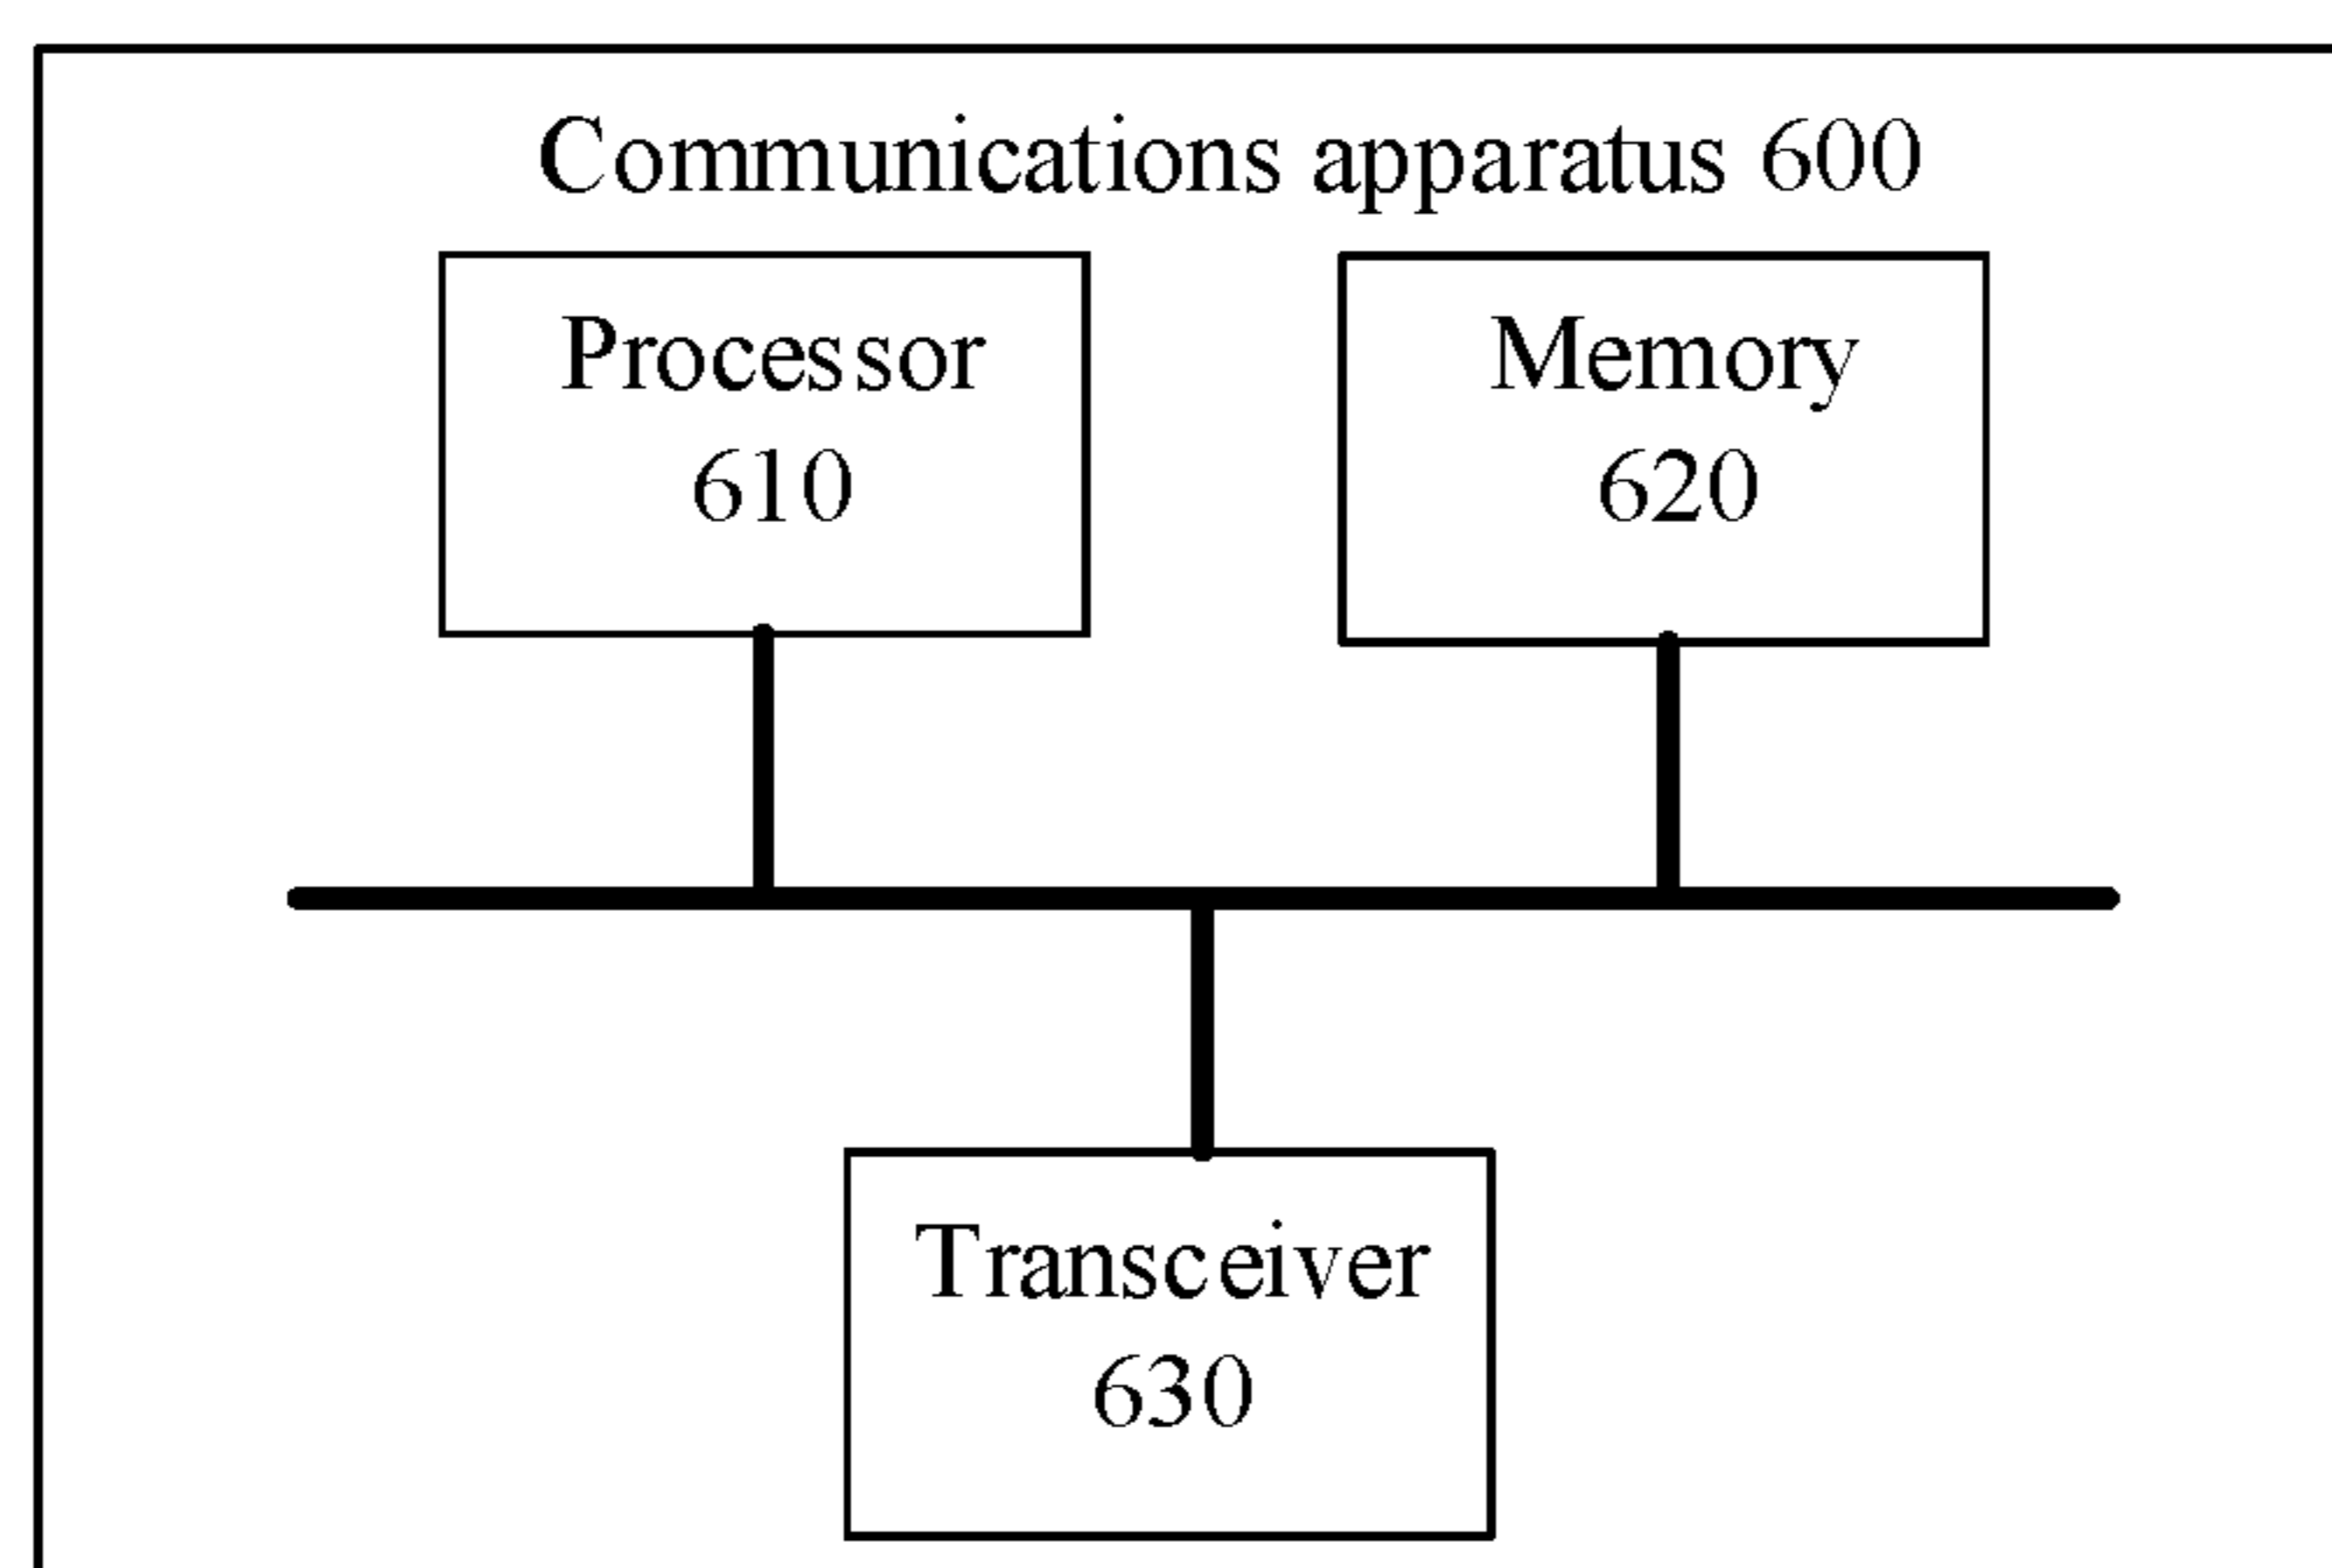 Communications apparatus 600
Processor
610
Memory
620
Transceiver
630